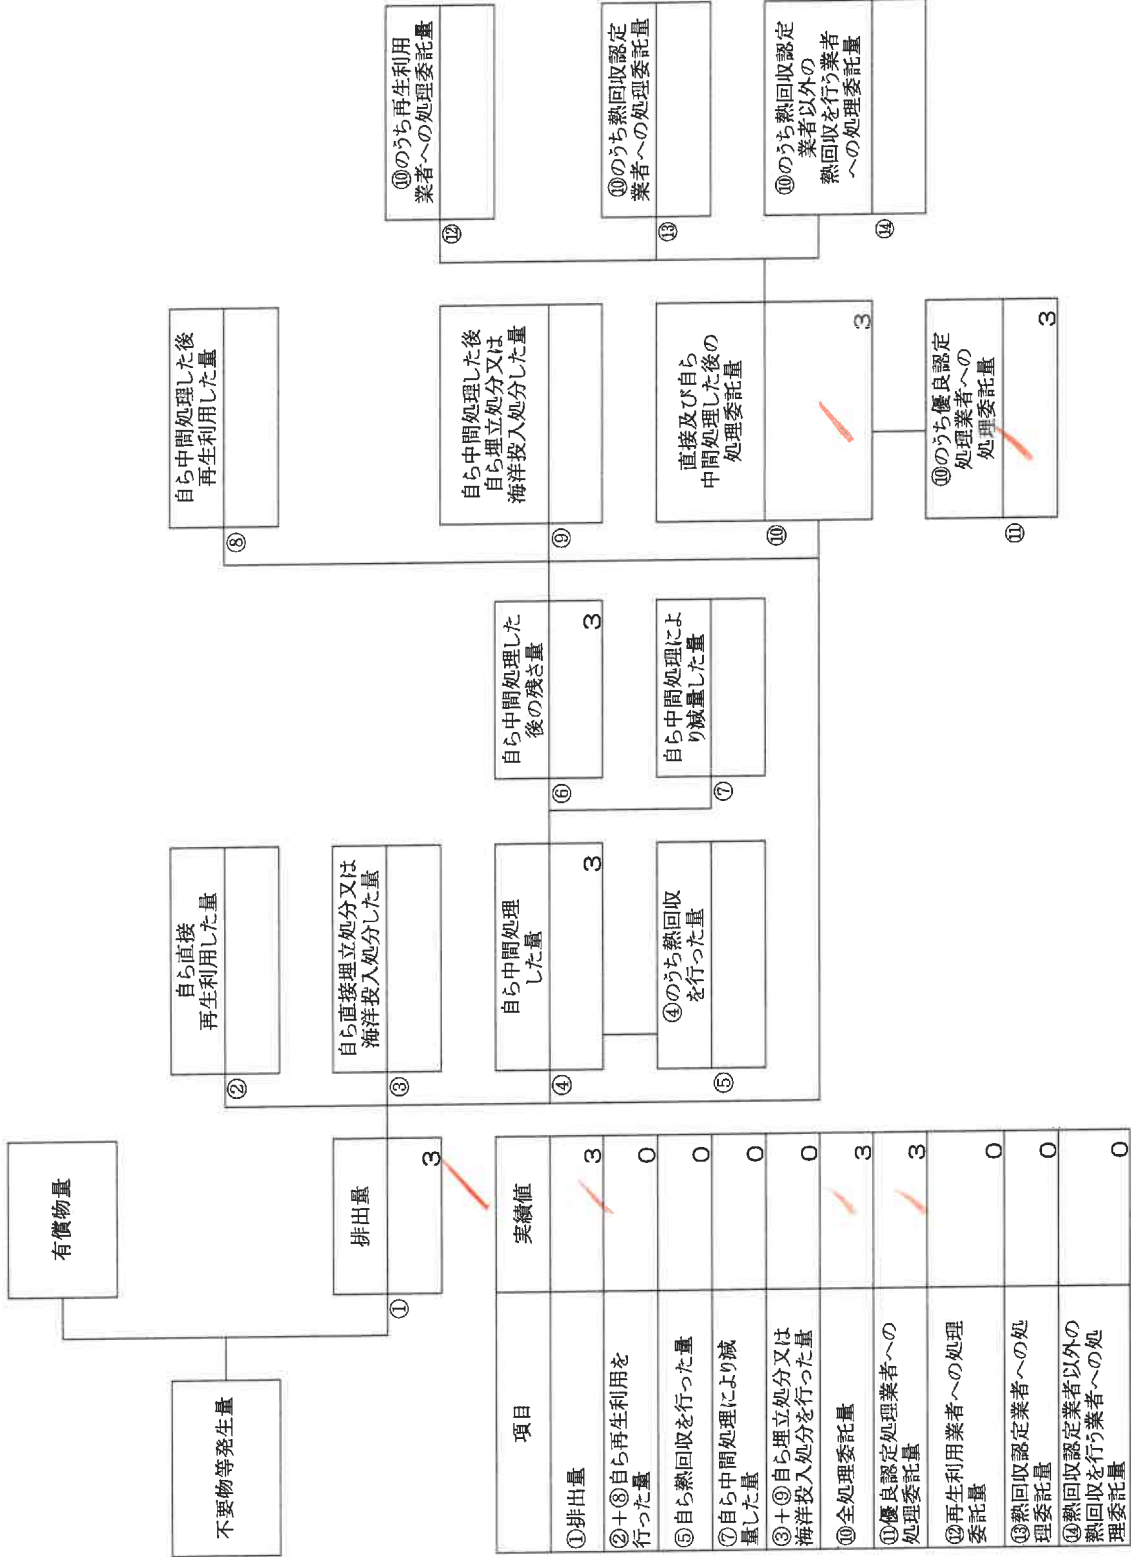 不要物等発生量
有償物量
①
排出量
3
②
自ら直接
再生利用した量
③
自ら直接埋立処分又は
海洋投入処分した量
④
自ら中間処理
した量
3
⑤
④のうち熱回収
を行った量
⑥
自ら中間処理した
後の残さ量
3
⑦
自ら中間処理によ
り減量した量
⑧
自ら中間処理した後
再生利用した量
⑨
自ら中間処理した後
自ら埋立処分又は
海洋投入処分した量
⑩
直接及び自ら
中間処理した後の
処理委託量
3
⑪
⑩のうち優良認定
処理業者への
処理委託量
3
⑫
⑩のうち再生利用
業者への処理委託量
⑬
⑩のうち熱回収認定
業者への処理委託量
⑭
⑩のうち熱回収認定
業者以外の
熱回収を行う業者
への処理委託量
項目 実績値
①排出量 3
②+⑧自ら再生利用を
行った量 0
⑤自ら熱回収を行った量 0
⑦自ら中間処理により減
量した量 0
③+⑨自ら埋立処分又は
海洋投入処分を行った量 0
⑩全処理委託量 3
⑪優良認定処理業者への
処理委託量 3
⑫再生利用業者への処理
委託量 0
⑬熱回収認定業者への処
理委託量 0
⑭熱回収認定業者以外の
熱回収を行う業者への処
理委託量 0